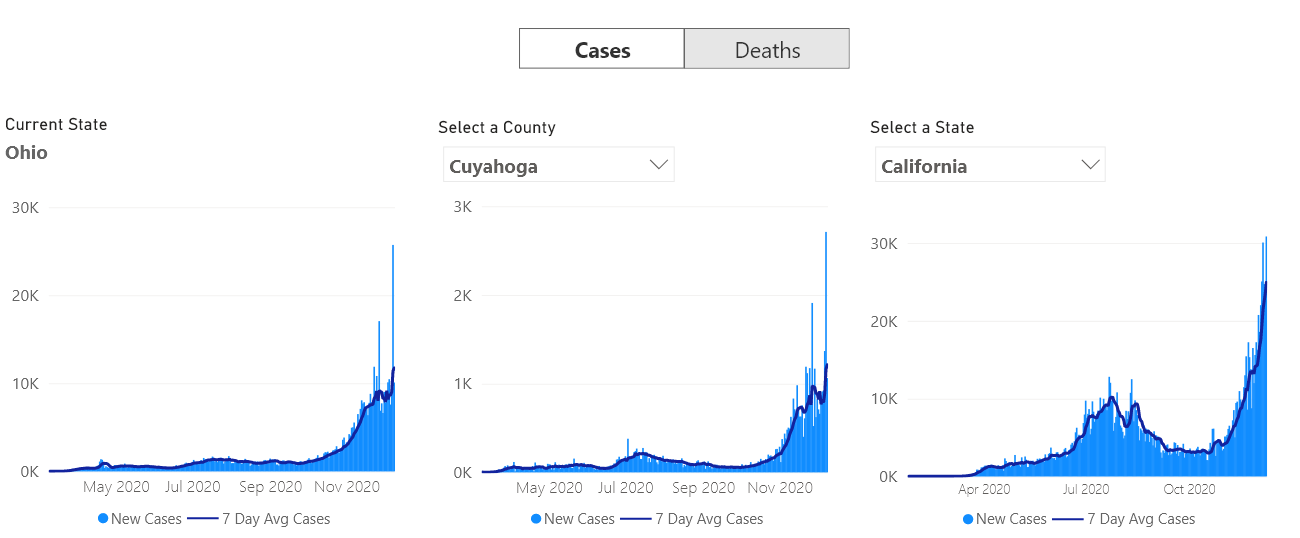 Cases Deaths
Current State
Ohio
30K
20K
10K
0K
May 2020 Jul 2020 Sep 2020 Nov 2020
New Cases 7 Day Avg Cases
Select a County
Cuyahoga
3K
2K
1K
0K
May 2020 Jul 2020 Sep 2020 Nov 2020
New Cases 7 Day Avg Cases
Select a State
California
30K
20K
10K
0K
Apr 2020 Jul 2020 Oct 2020
New Cases 7 Day Avg Cases